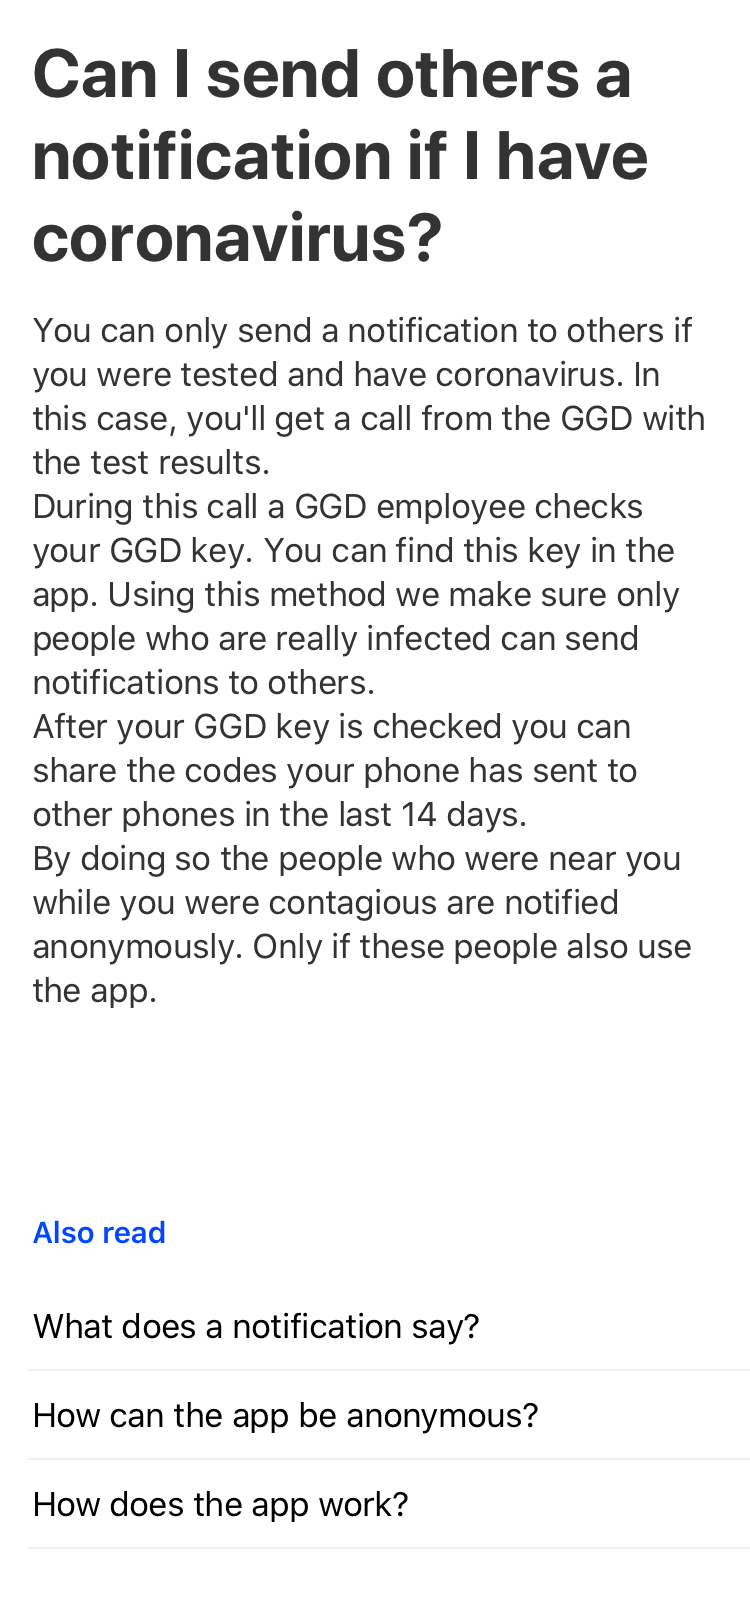 Can I send others a
notification if I have
coronavirus?
You can only send a notification to others if
you were tested and have coronavirus. In
this case, you'll get a call from the GGD with
the test results.
During this call a GGD employee checks
your GGD key. You can find this key in the
app. Using this method we make sure only
people who are really infected can send
notifications to others.
After your GGD key is checked you can
share the codes your phone has sent to
other phones in the last 14 days.
By doing so the people who were near you
while you were contagious are notified
anonymously. Only if these people also use
the app.
Also read
What does a notification say?
How can the app be anonymous?
How does the app work?